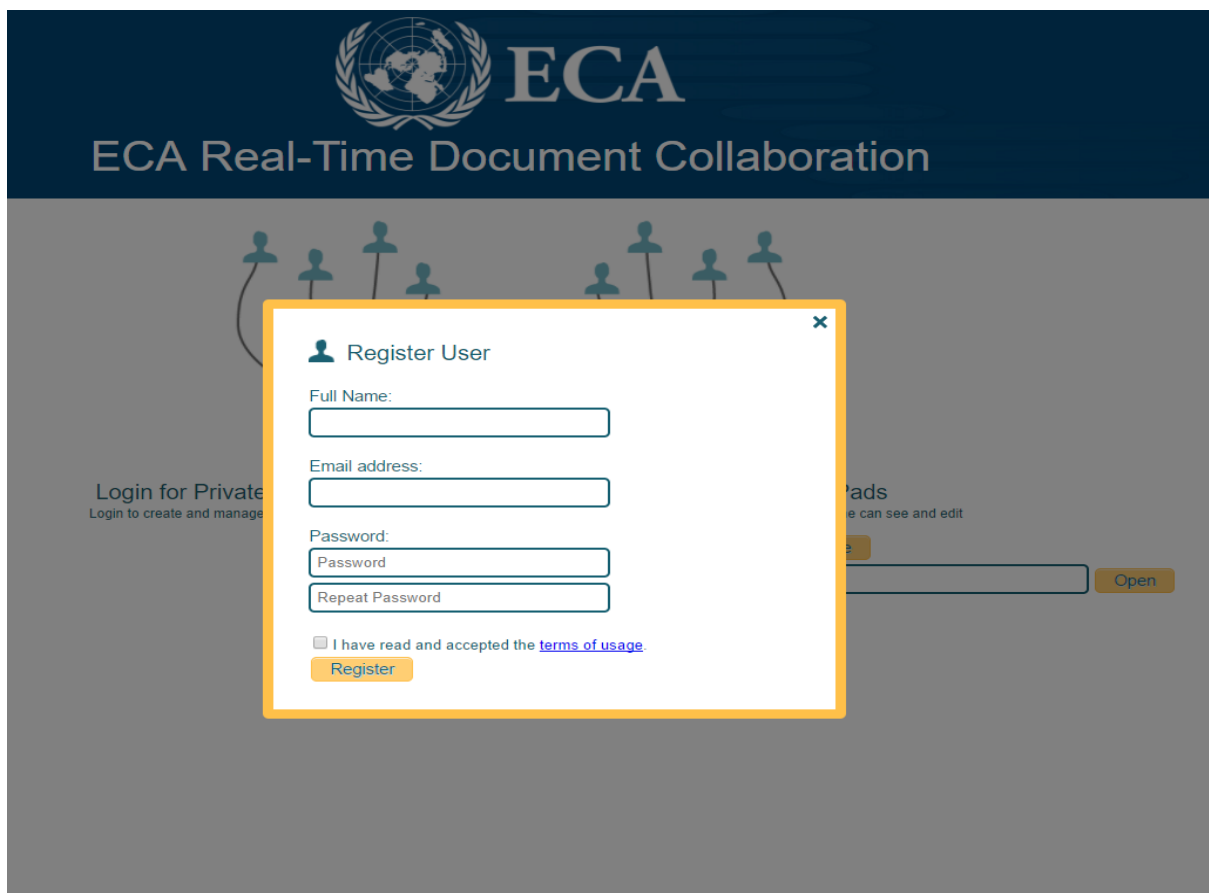 ECA
ECA Real-Time Document Collaboration
Register User
Full Name:
Email address:
Login for Private
Login to create and manage
Password:
Password
Repeat Password
I have read and accepted the terms of usage.
Register
can see and edit
Open